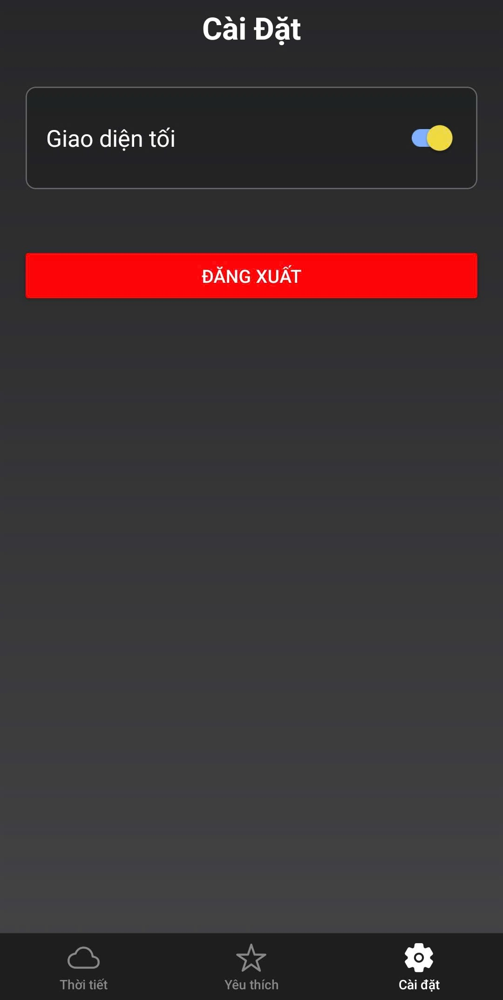 Cài Đặt
Giao diện tối
ĐĂNG XUẤT
Thời tiết
Yêu thích
Cài đặt